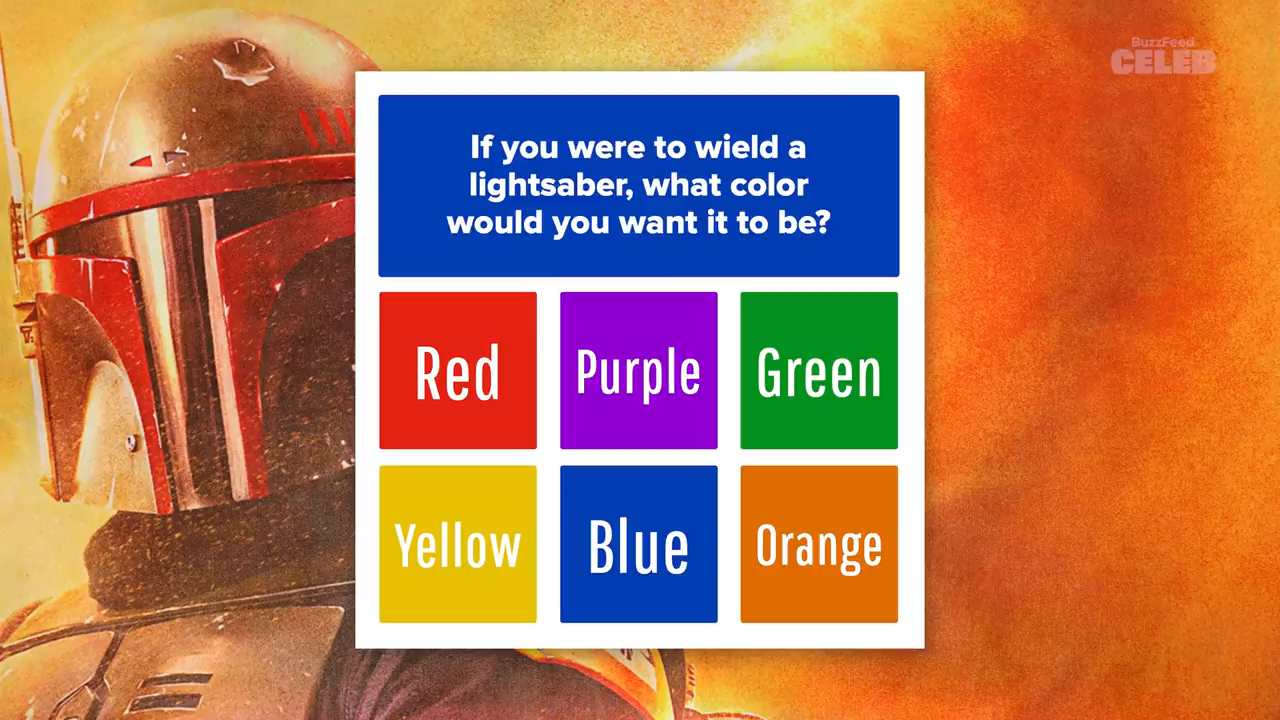 BuzzFeed
CELEB
If you were to wield a
lightsaber, what color
would you want it to be?
Red
Purple
Green
Yellow
Blue
Orange